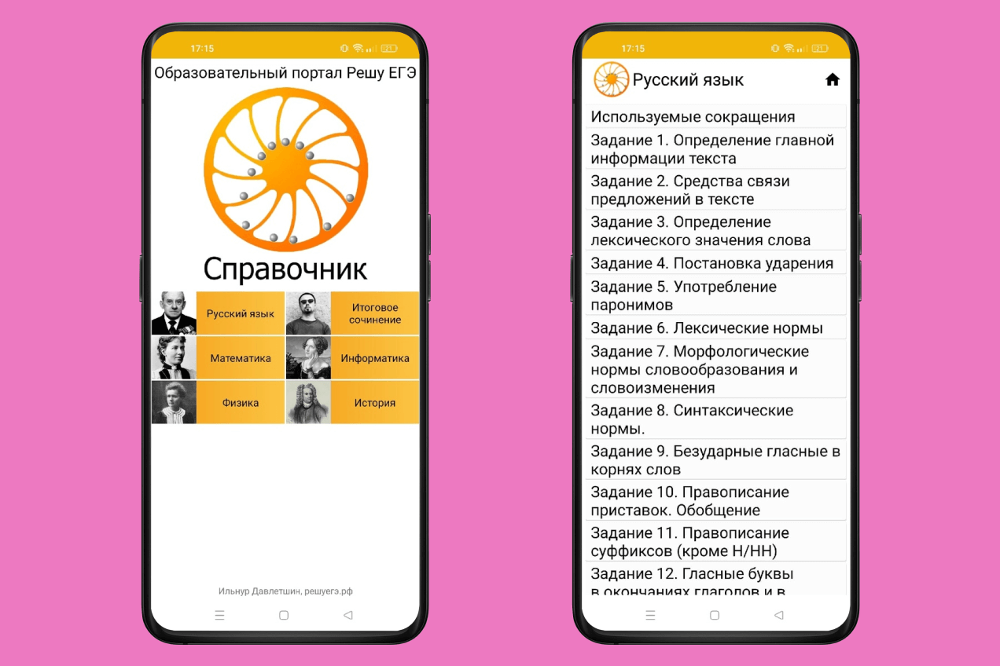 17:15
21
Образовательный портал Решу ЕГЭ
Справочник
Русский язык
Итоговое
сочинение
Математика
Информатика
Физика
История
Ильнур Давлетшин, решуегэ.рф
17:15
21
Русский язык
Используемые сокращения
Задание 1. Определение главной
информации текста
Задание 2. Средства связи
предложений в тексте
Задание 3. Определение
лексического значения слова
Задание 4. Постановка ударения
Задание 5. Употребление
паронимов
Задание 6. Лексические нормы
Задание 7. Морфологические
нормы словообразования и
словоизменения
Задание 8. Синтаксические
нормы.
Задание 9. Безударные гласные в
корнях слов
Задание 10. Правописание
приставок. Обобщение
Задание 11. Правописание
суффиксов (кроме Н/НН)
Задание 12. Гласные буквы
в окончаниях глаголов и в